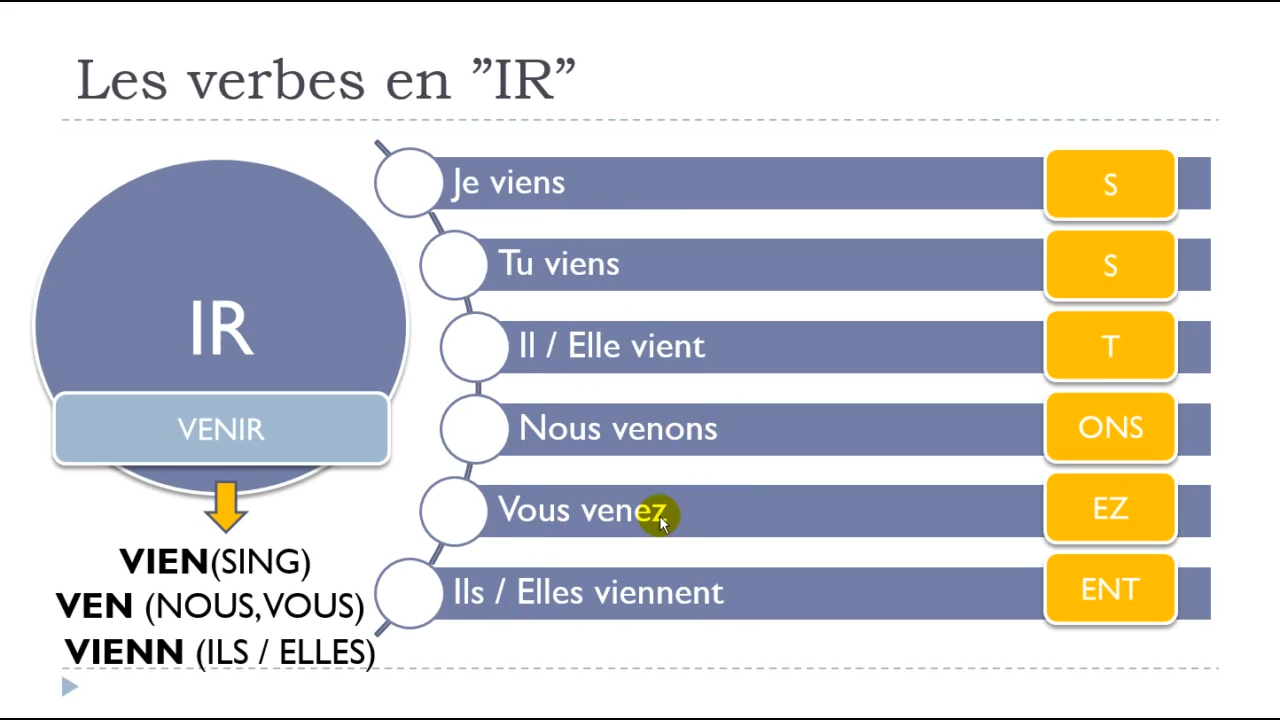 Les verbes en ”IR”
IR
VENIR
VIEN(SING)
VEN (NOUS,VOUS)
VIENN (ILS / ELLES)
Je viens S
Tu viens S
Il / Elle vient T
Nous venons ONS
Vous venez EZ
Ils / Elles viennent ENT